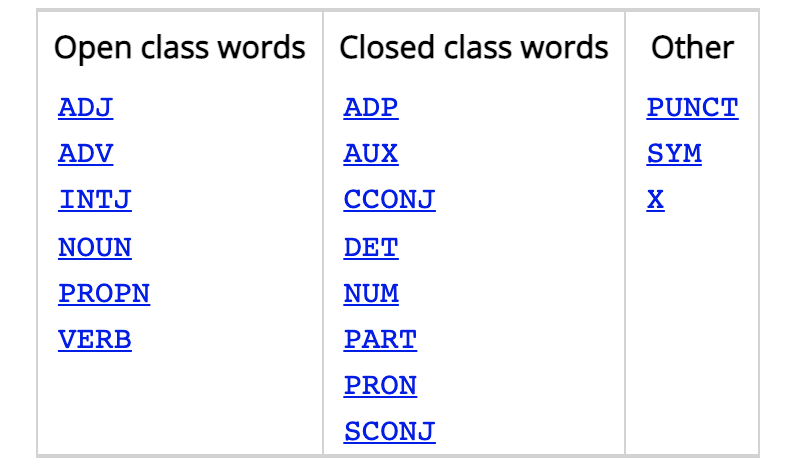 Open class words Closed class words Other
ADJ ADP PUNCT
ADV AUX SYM
INTJ CCONJ X
NOUN DET
PROPN NUM
VERB PART
PRON
SCONJ